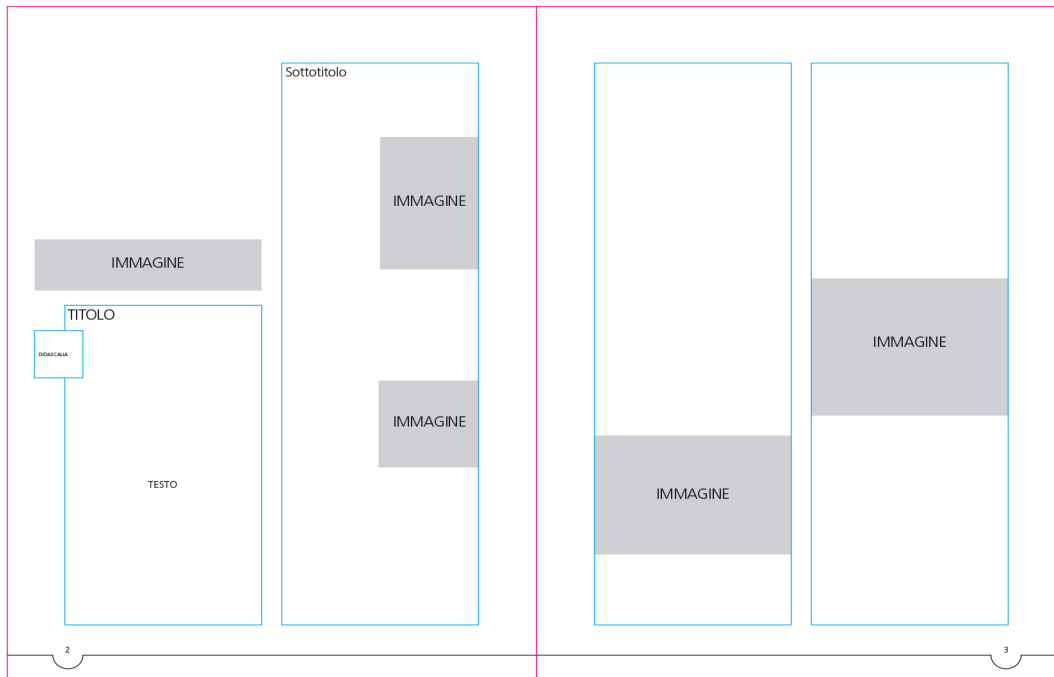 IMMAGINE
TITOLO
DIDASCALIA
TESTO
Sottotitolo
IMMAGINE
IMMAGINE
2
IMMAGINE
IMMAGINE
3